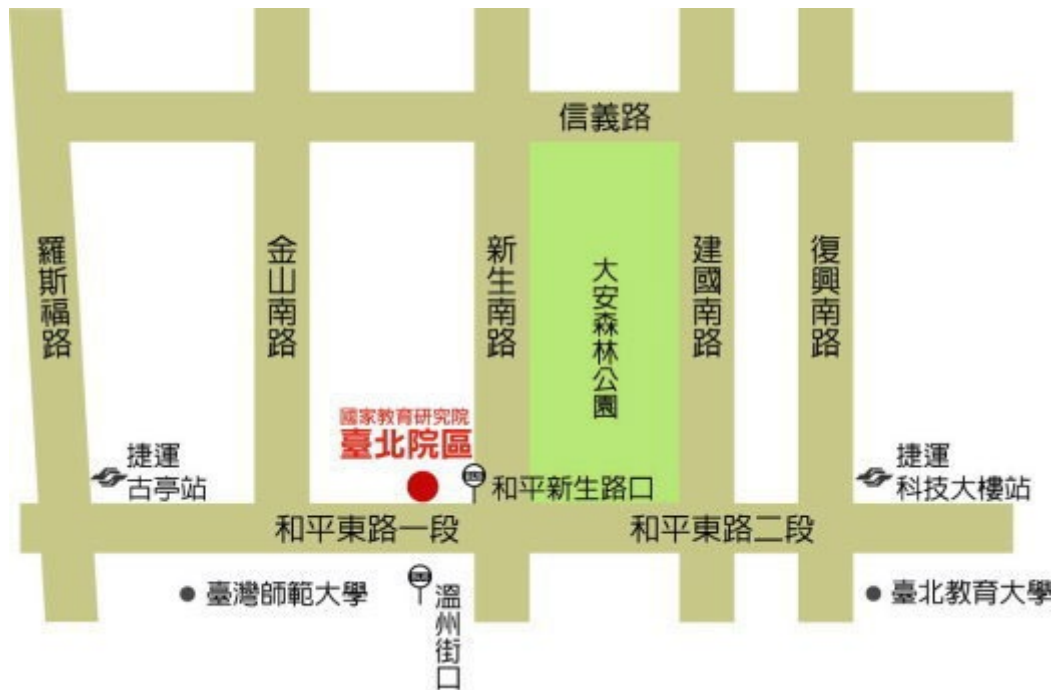 信義路
羅斯福路
金山南路
新生南路
大安森林公園
建國南路
復興南路
國家教育研究院
臺北院區
捷運
古亭站
和平新生路口
捷運
科技大樓站
和平東路一段
和平東路二段
臺灣師範大學
溫州街口
臺北教育大學